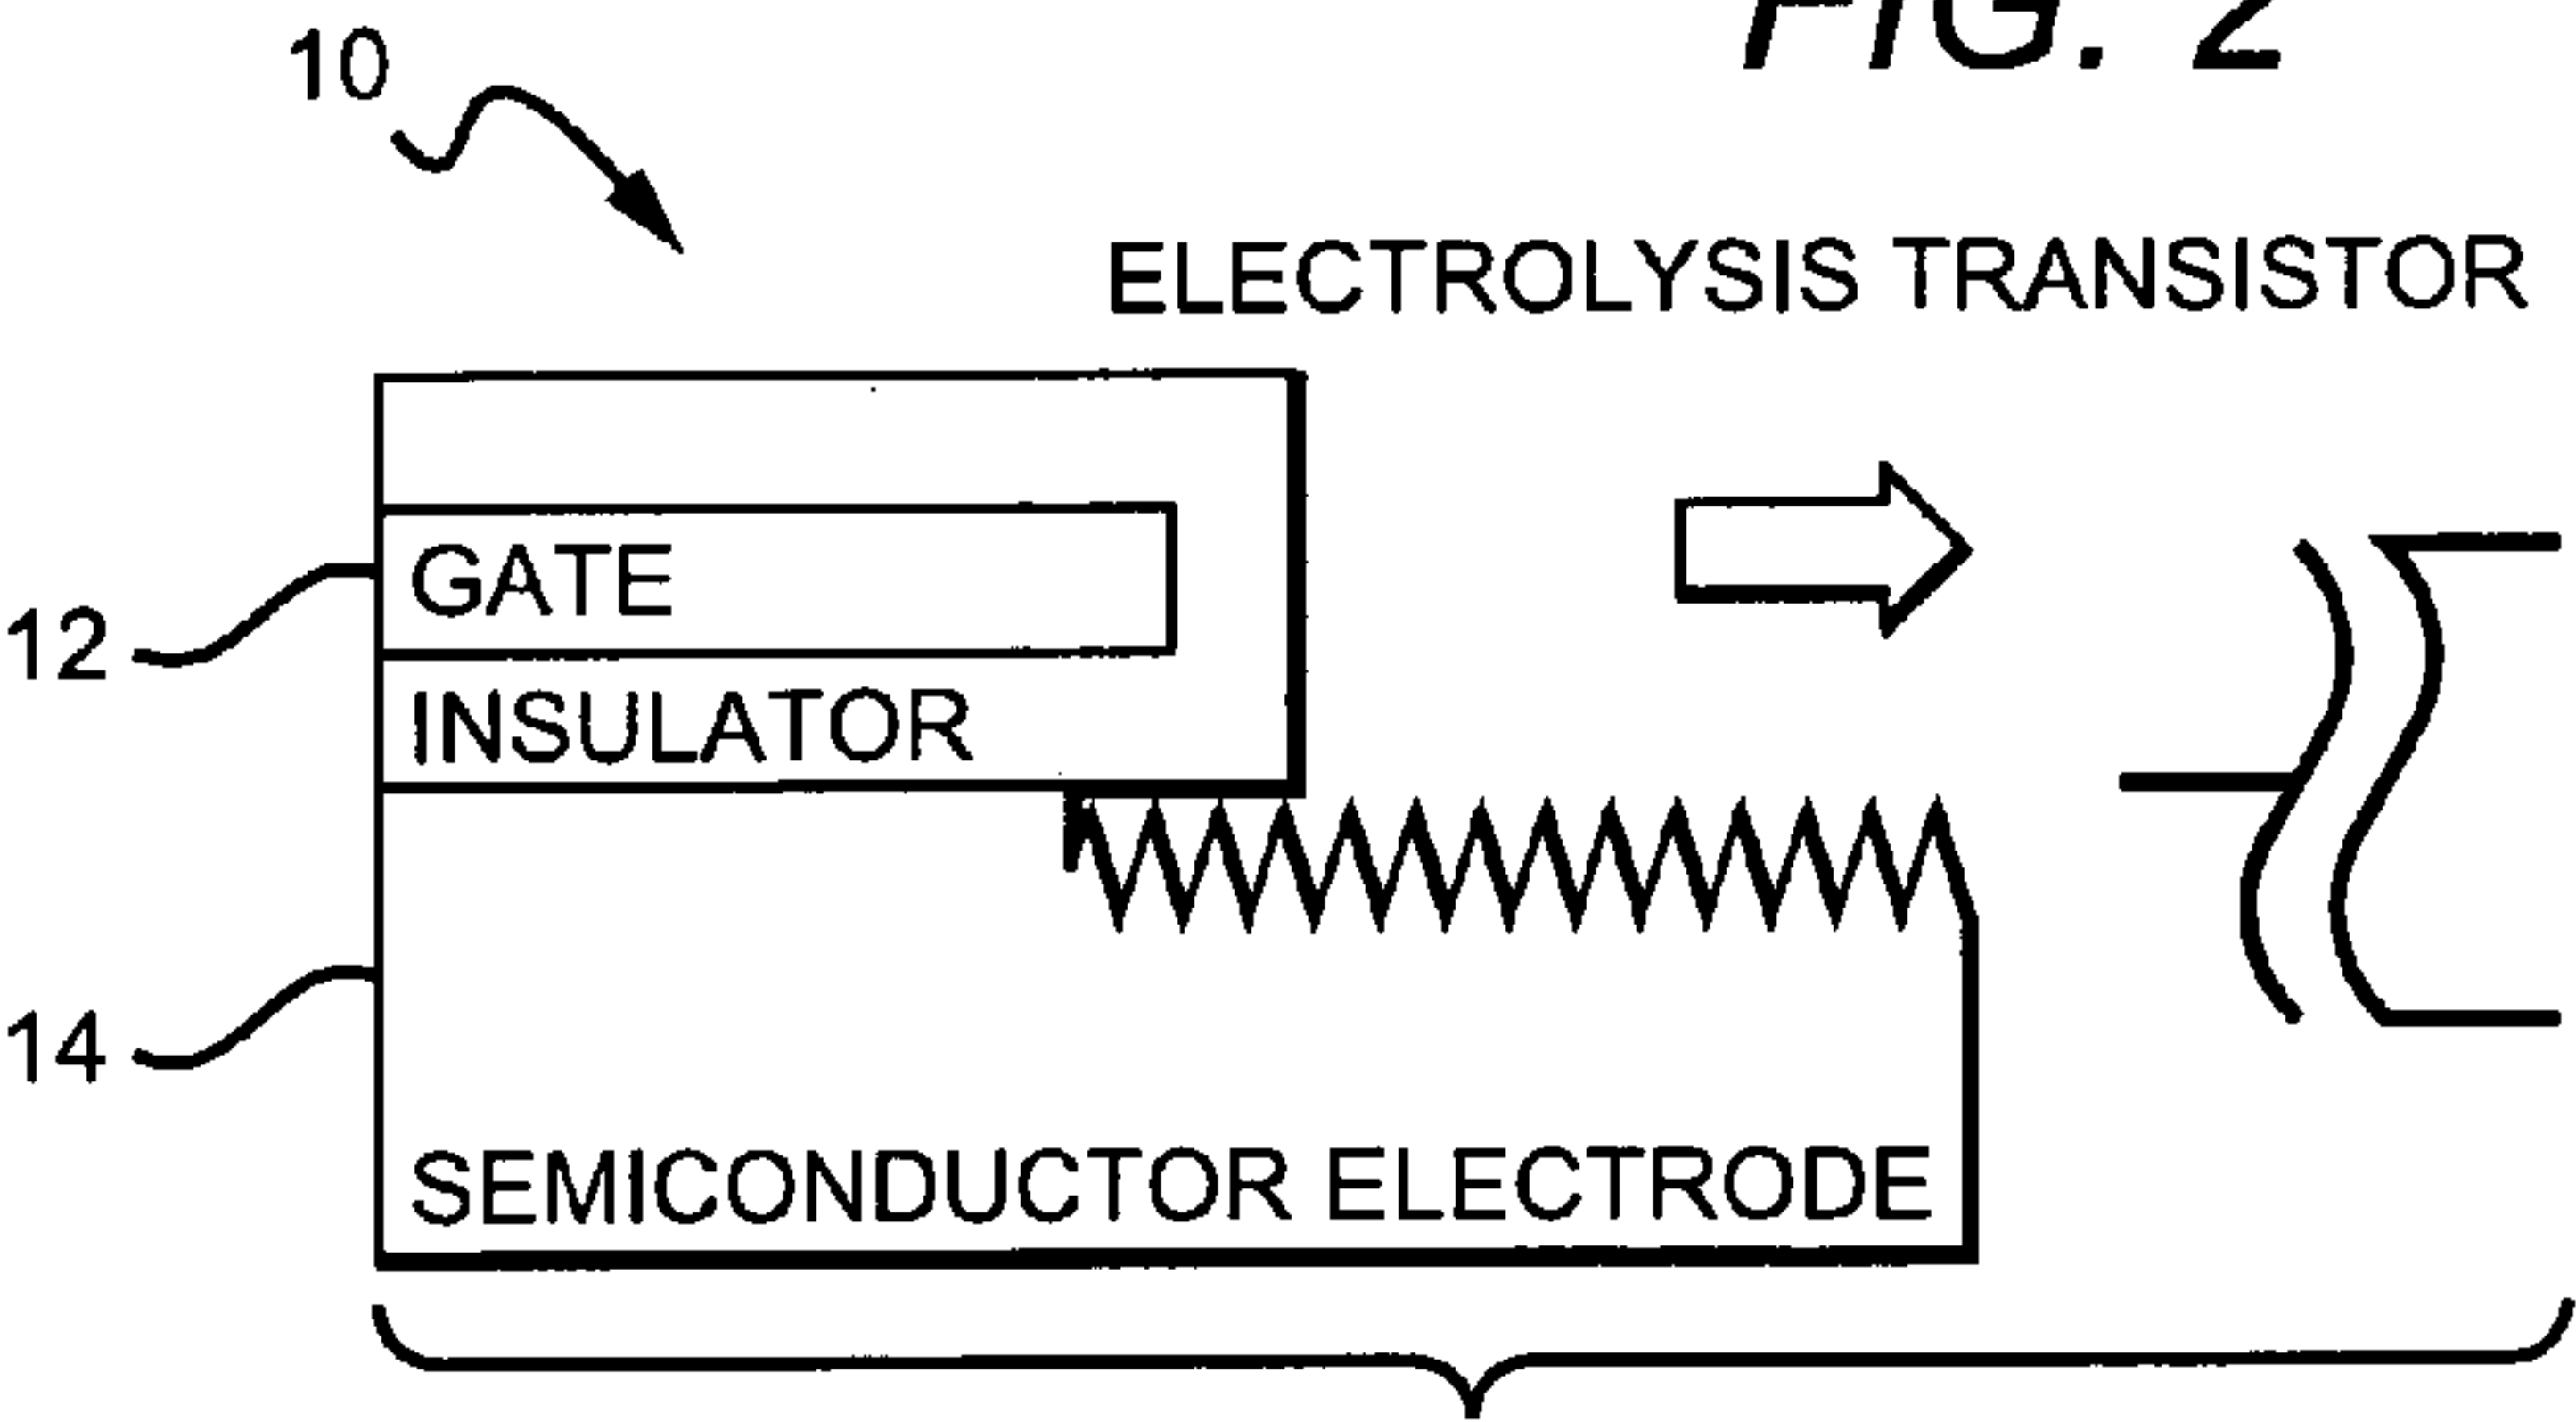 FIG. 2
10
ELECTROLYSIS TRANSISTOR
GATE
12
INSULATOR
14
SEMICONDUCTOR ELECTRODE